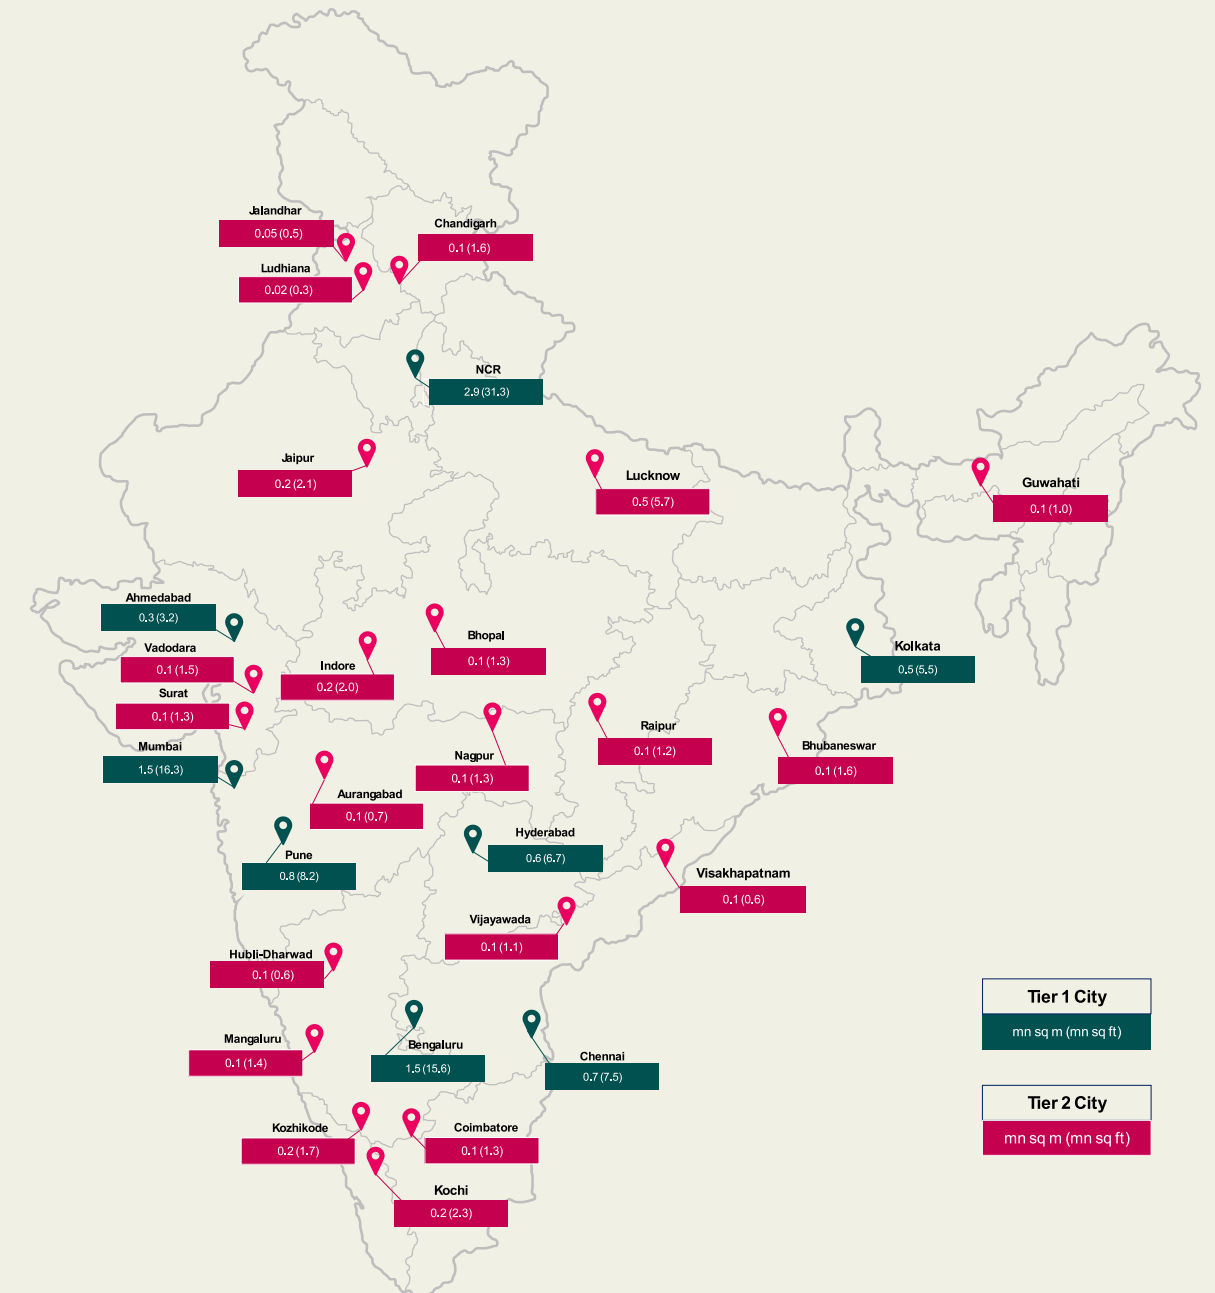 Jalandhar
0.05 (0.5)
Chandigarh
0.1 (1.6)
Ludhiana
0.02 (0.3)
NCR
2.9 (31.3)
Jaipur
0.2 (2.1)
Lucknow
0.5 (5.7)
Guwahati
0.1 (1.0)
Ahmedabad
0.3 (3.2)
Vadodara
0.1 (1.5)
Surat
0.1 (1.3)
Mumbai
1.5 (16.3)
Indore
0.2 (2.0)
Bhopal
0.1 (1.3)
Kolkata
0.5 (5.5)
Nagpur
0.1 (1.3)
Raipur
0.1 (1.2)
Bhubaneswar
0.1 (1.6)
Aurangabad
0.1 (0.7)
Pune
0.8 (8.2)
Hyderabad
0.6 (6.7)
Visakhapatnam
0.1 (0.6)
Vijayawada
0.1 (1.1)
Hubli-Dharwad
0.1 (0.6)
Mangaluru
0.1 (1.4)
Bengaluru
1.5 (15.6)
Chennai
0.7 (7.5)
Kozhikode
0.2 (1.7)
Coimbatore
0.1 (1.3)
Kochi
0.2 (2.3)
Tier 1 City
mn sq m (mn sq ft)
Tier 2 City
mn sq m (mn sq ft)